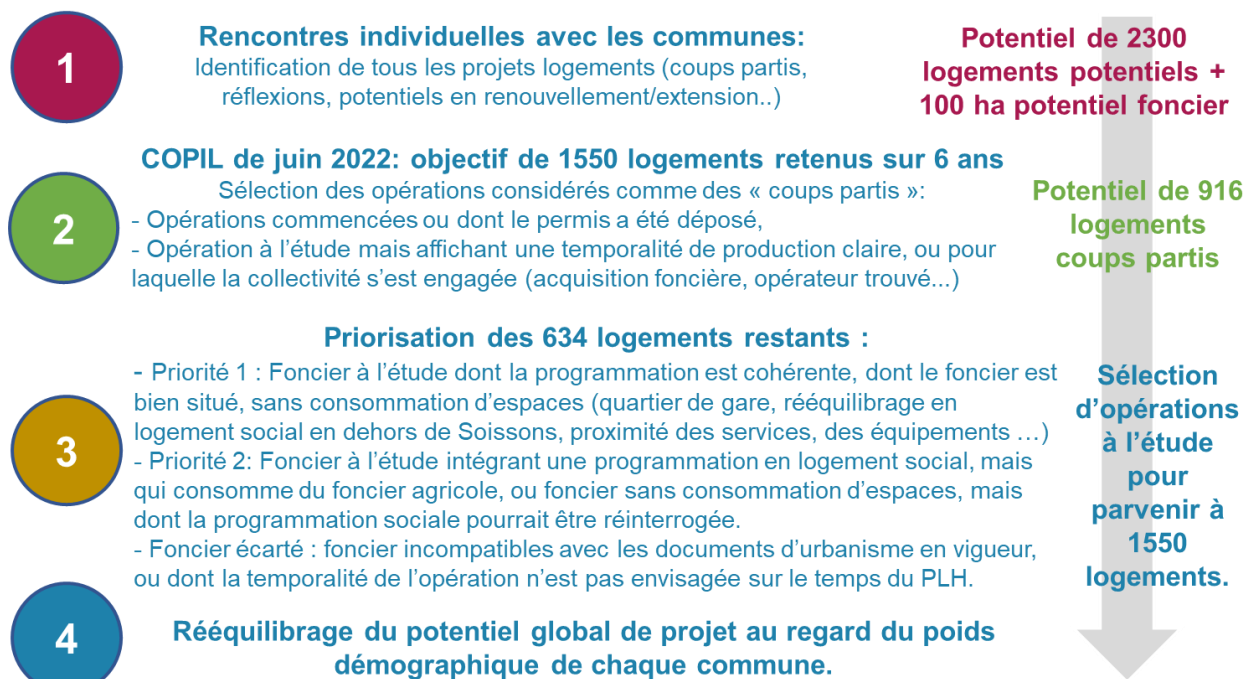 1
Rencontres individuelles avec les communes:
Identification de tous les projets logements (coups partis,
réflexions, potentiels en renouvellement/extension..)
Potentiel de 2300
logements potentiels +
100 ha potentiel foncier
2
COPIL de juin 2022: objectif de 1550 logements retenus sur 6 ans
Sélection des opérations considérés comme des « coups partis »:
- Opérations commencées ou dont le permis a été déposé,
- Opération à l’étude mais affichant une temporalité de production claire, ou pour
laquelle la collectivité s’est engagée (acquisition foncière, opérateur trouvé...)
Potentiel de 916
logements
coups partis
3
Priorisation des 634 logements restants :
- Priorité 1 : Foncier à l’étude dont la programmation est cohérente, dont le foncier est
bien situé, sans consommation d’espaces (quartier de gare, rééquilibrage en
logement social en dehors de Soissons, proximité des services, des équipements …)
- Priorité 2: Foncier à l’étude intégrant une programmation en logement social, mais
qui consomme du foncier agricole, ou foncier sans consommation d’espaces, mais
dont la programmation sociale pourrait être réinterrogée.
- Foncier écarté : foncier incompatibles avec les documents d’urbanisme en vigueur,
ou dont la temporalité de l’opération n’est pas envisagée sur le temps du PLH.
Sélection
d’opérations
à l’étude
pour
parvenir à
1550
logements.
4
Rééquilibrage du potentiel global de projet au regard du poids
démographique de chaque commune.